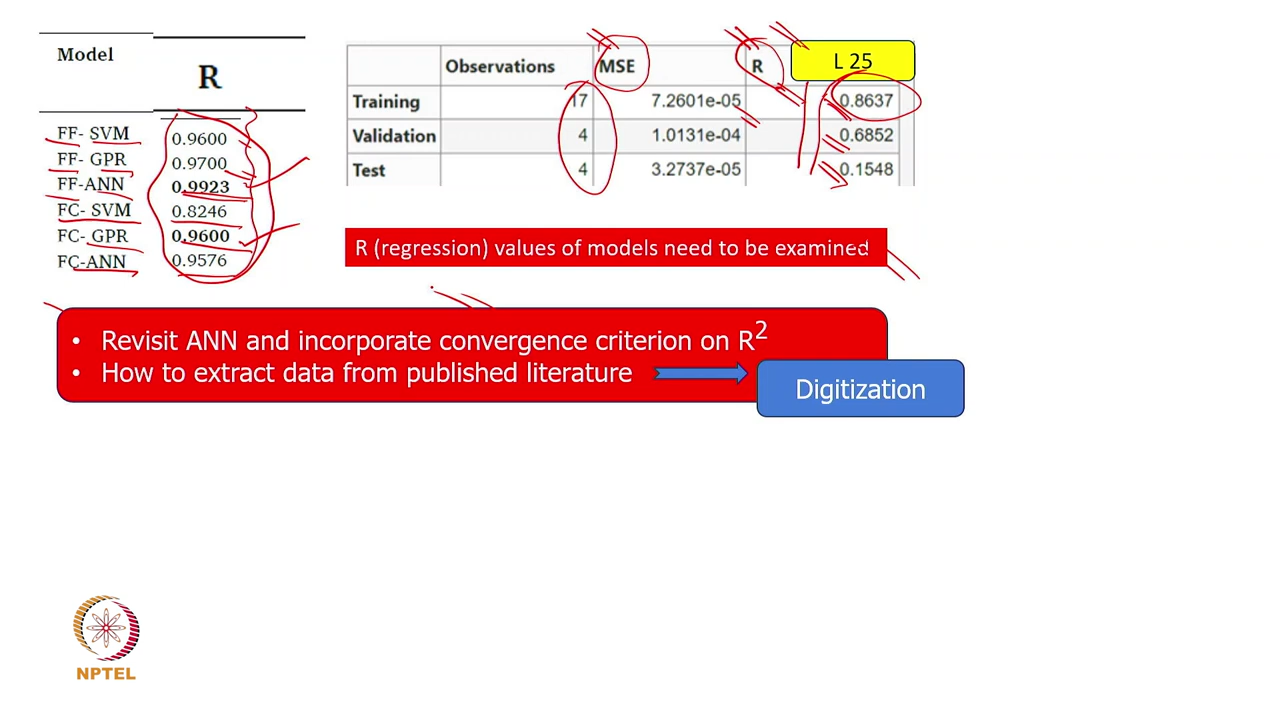 Model R
FF- SVM 0.9600
FF- GPR 0.9700
FF-ANN 0.9923
FC- SVM 0.8246
FC- GPR 0.9600
FC-ANN 0.9576
Observations MSE R
Training 17 7.2601e-05 0.8637
Validation 4 1.0131e-04 0.6852
Test 4 3.2737e-05 0.1548
L 25
R (regression) values of models need to be examined
• Revisit ANN and incorporate convergence criterion on R²
• How to extract data from published literature
Digitization
NPTEL